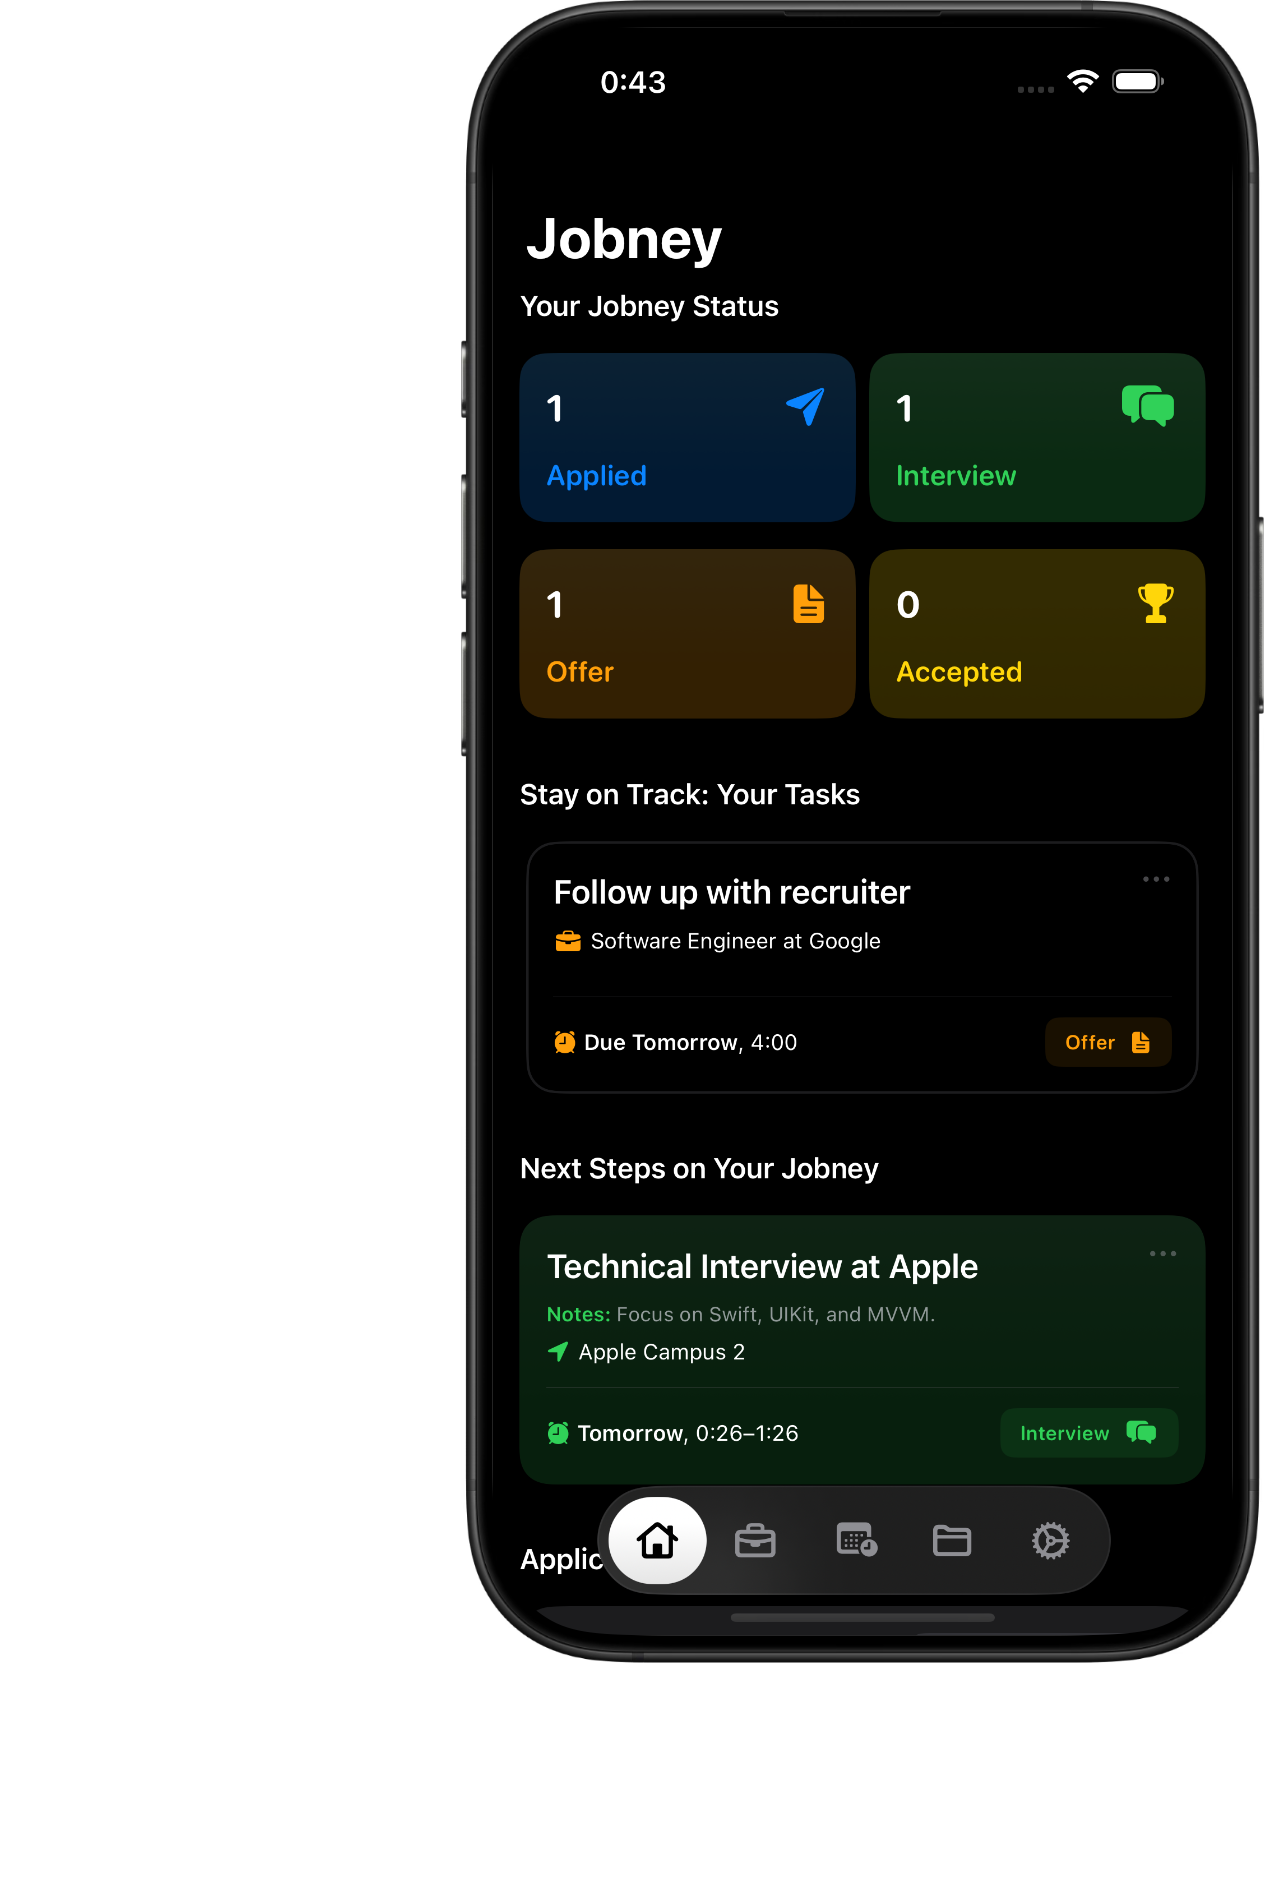 0:43
Jobney
Your Jobney Status
1
Applied
1
Interview
1
Offer
0
Accepted
Stay on Track: Your Tasks
Follow up with recruiter
Software Engineer at Google
Due Tomorrow, 4:00
Offer
Next Steps on Your Jobney
Technical Interview at Apple
Notes: Focus on Swift, UIKit, and MVVM.
Apple Campus 2
Tomorrow, 0:26–1:26
Interview
Applic